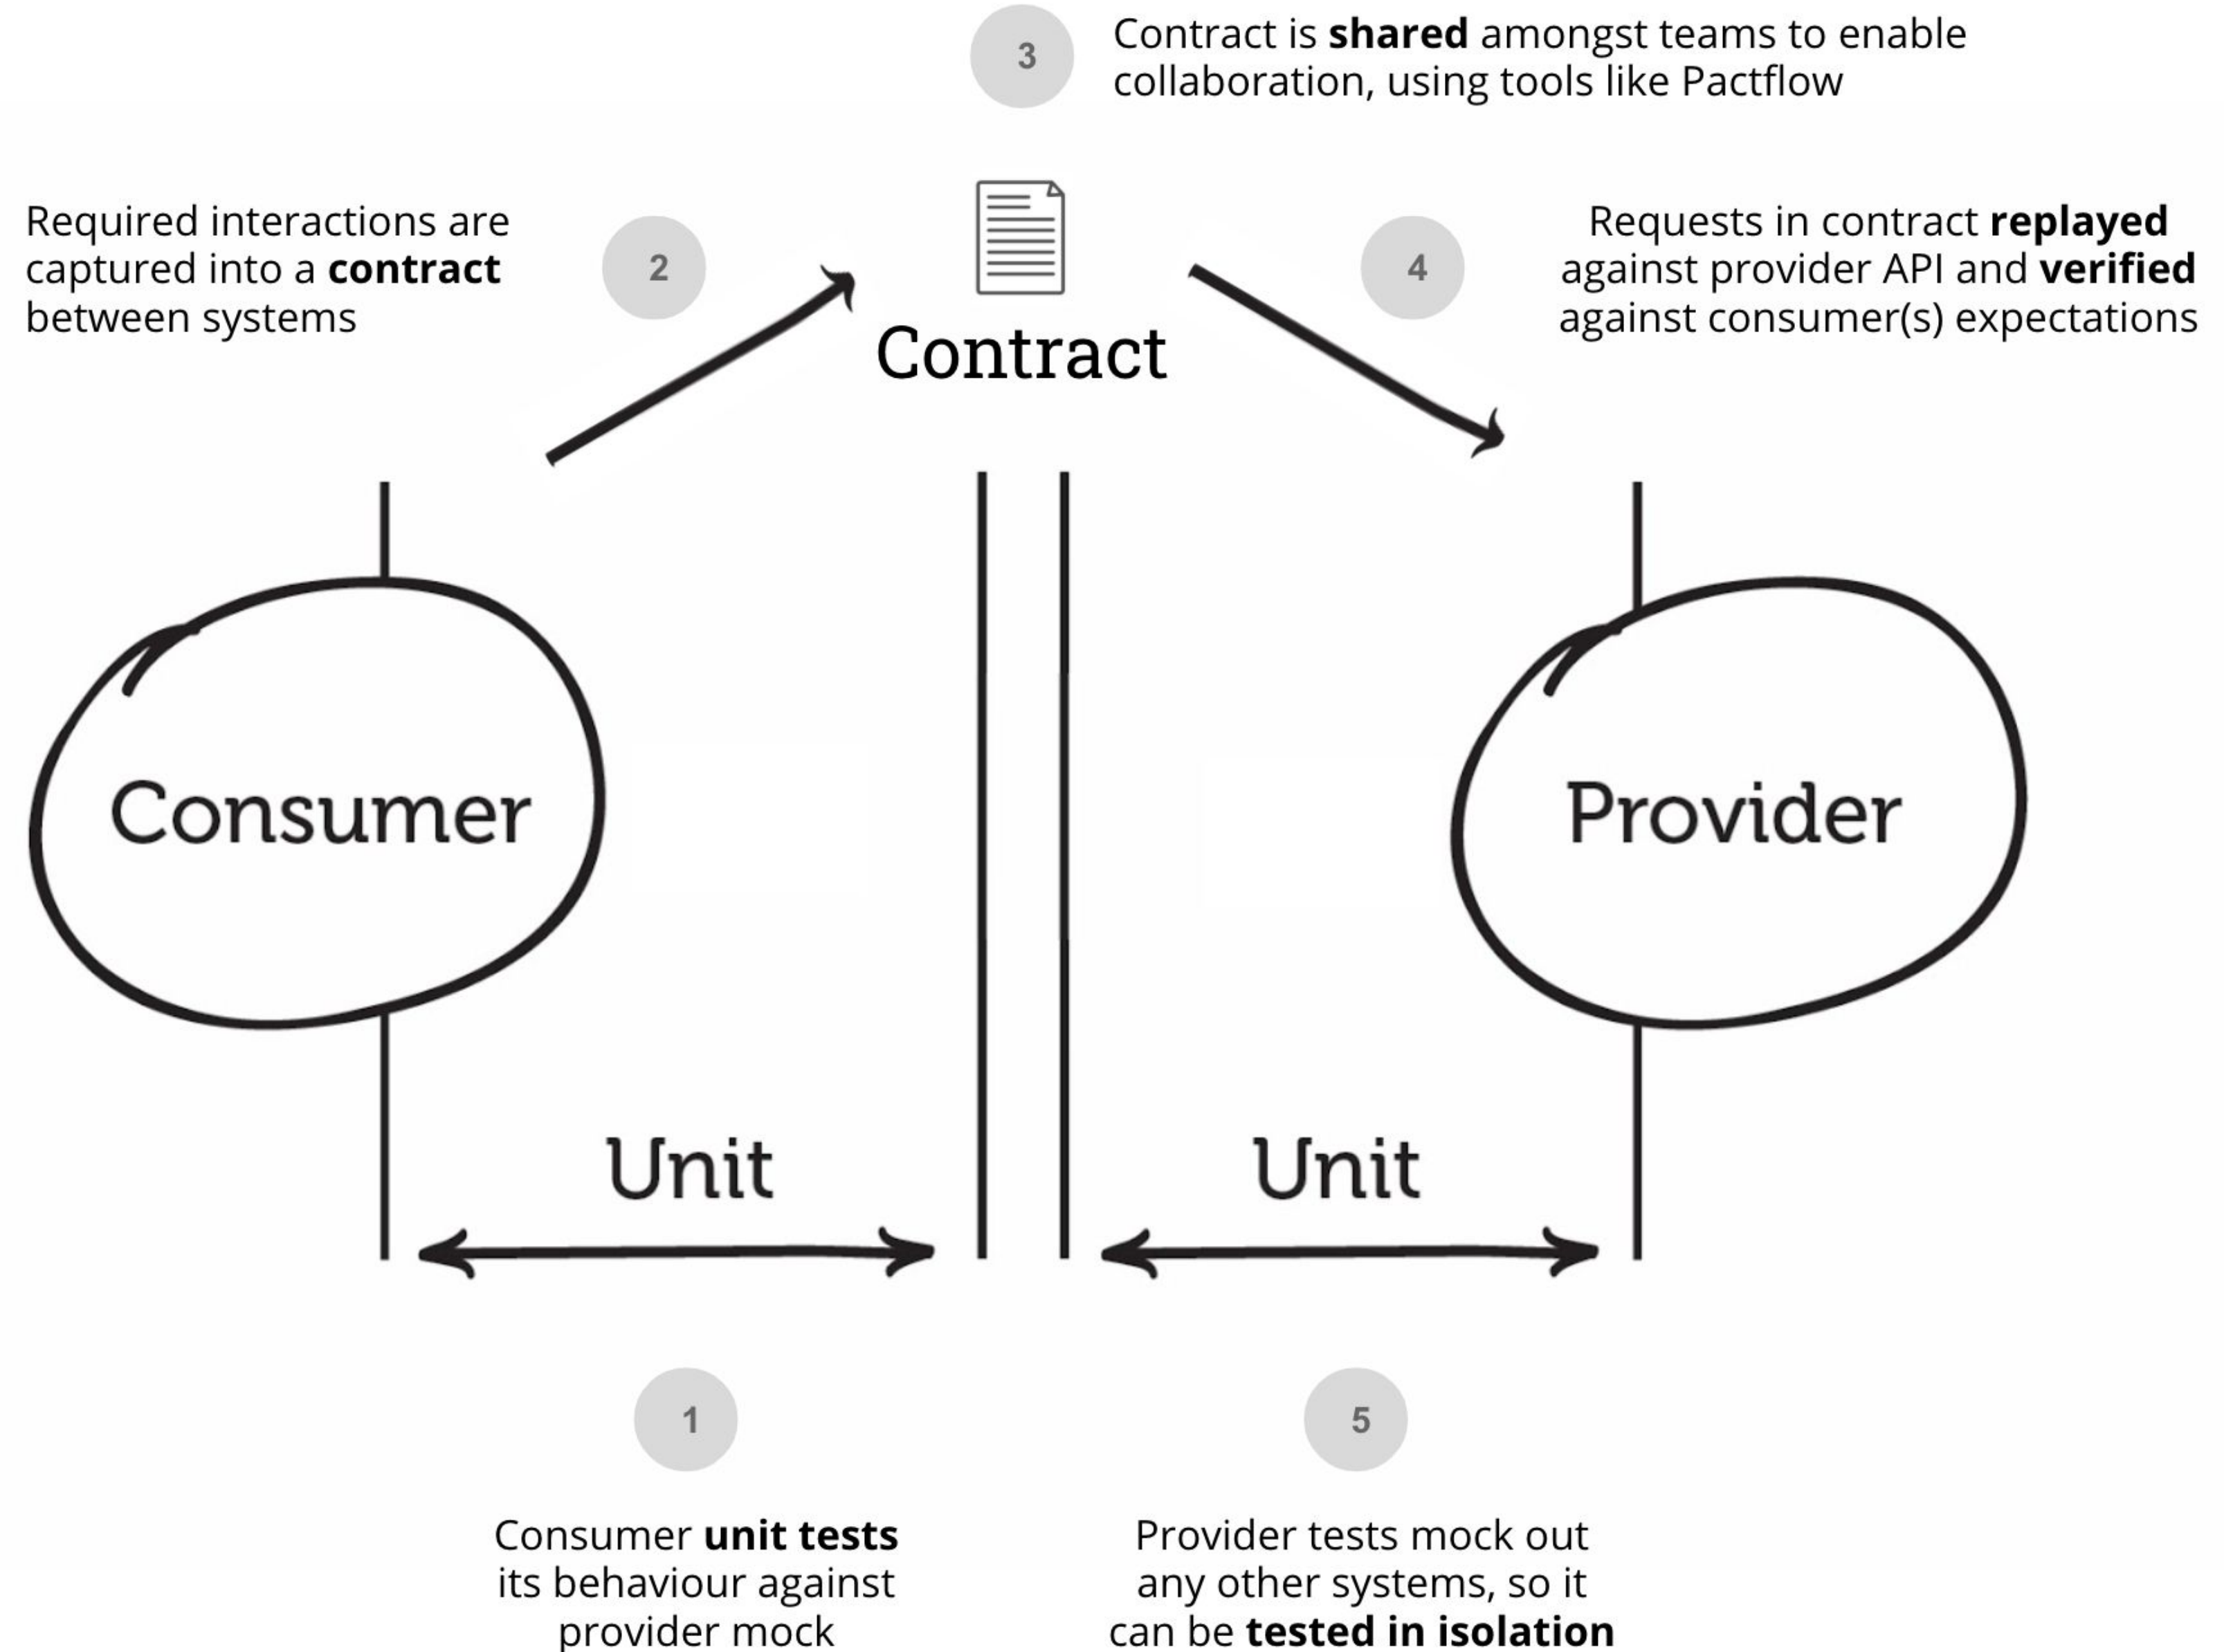 3
Contract is shared amongst teams to enable
collaboration, using tools like Pactflow
Required interactions are
captured into a contract
between systems
2
Contract
4
Requests in contract replayed
against provider API and verified
against consumer(s) expectations
Consumer
Provider
Unit
Unit
1
Consumer unit tests
its behaviour against
provider mock
5
Provider tests mock out
any other systems, so it
can be tested in isolation